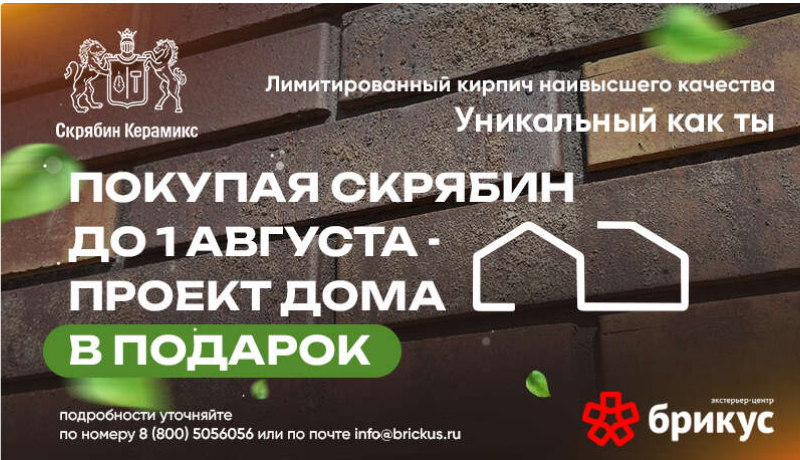 Скрябин Керамикс
Лимитированный кирпич наивысшего качества
Уникальный как ты
ПОКУПАЯ СКРЯБИН
ДО 1 АВГУСТА -
ПРОЕКТ ДОМА
В ПОДАРОК
подробности уточняйте
по номеру 8 (800) 5056056 или по почте info@brickus.ru
экстерьер-центр
брикус